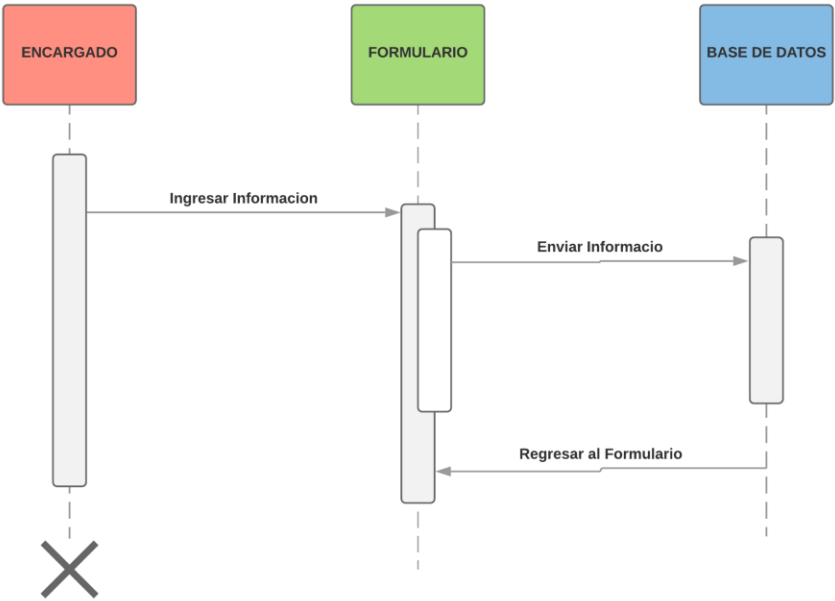 ENCARGADO
FORMULARIO
BASE DE DATOS
Ingresar Informacion
Enviar Informacio
Regresar al Formulario